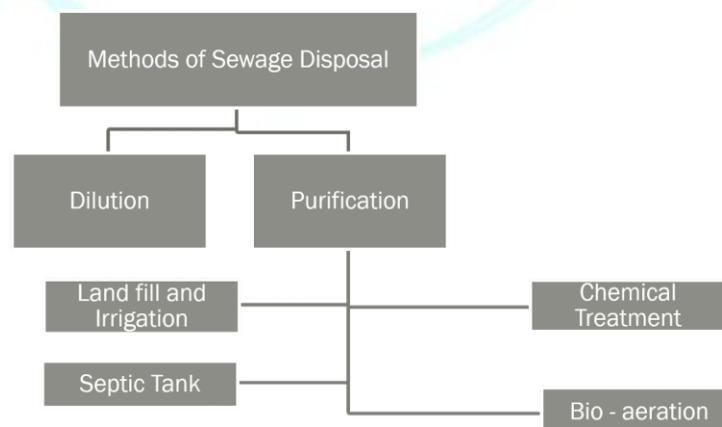 Methods of Sewage Disposal
Dilution
Purification
Land fill and
Irrigation
Chemical
Treatment
Septic Tank
Bio - aeration